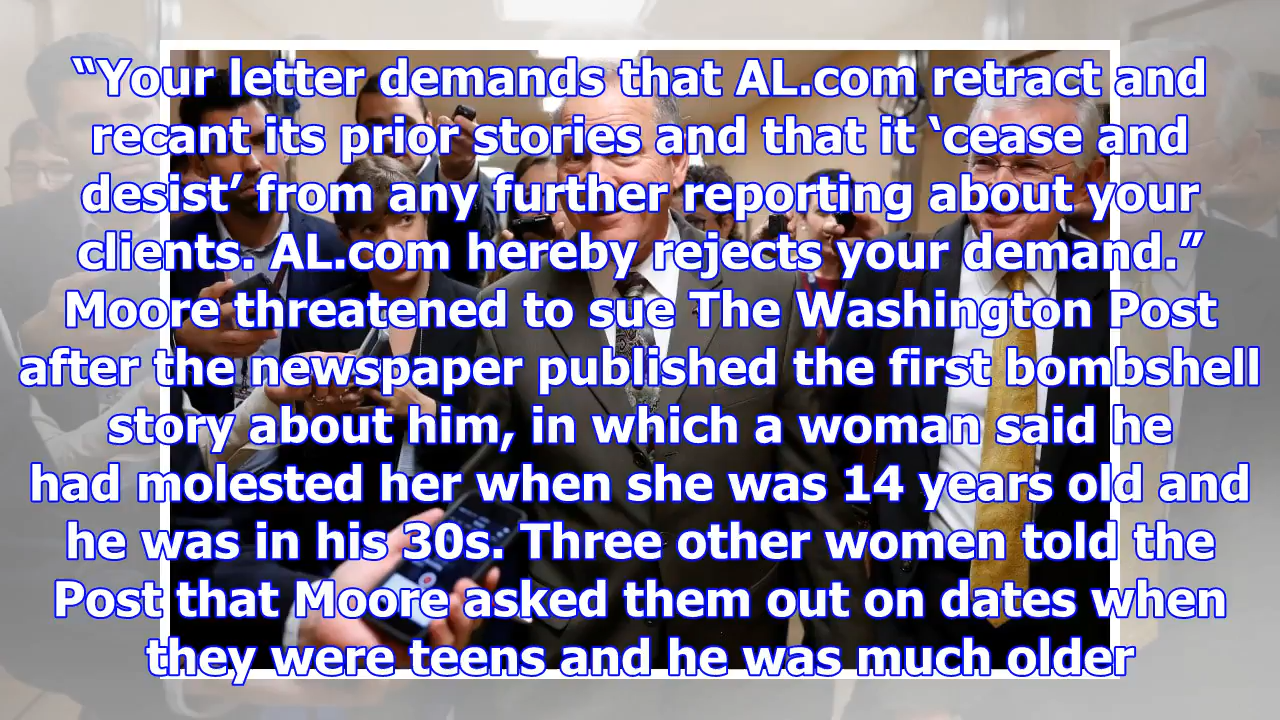 “Your letter demands that AL.com retract and
recant its prior stories and that it ‘cease and
desist’ from any further reporting about your
clients. AL.com hereby rejects your demand.”
Moore threatened to sue The Washington Post
after the newspaper published the first bombshell
story about him, in which a woman said he
had molested her when she was 14 years old and
he was in his 30s. Three other women told the
Post that Moore asked them out on dates when
they were teens and he was much older